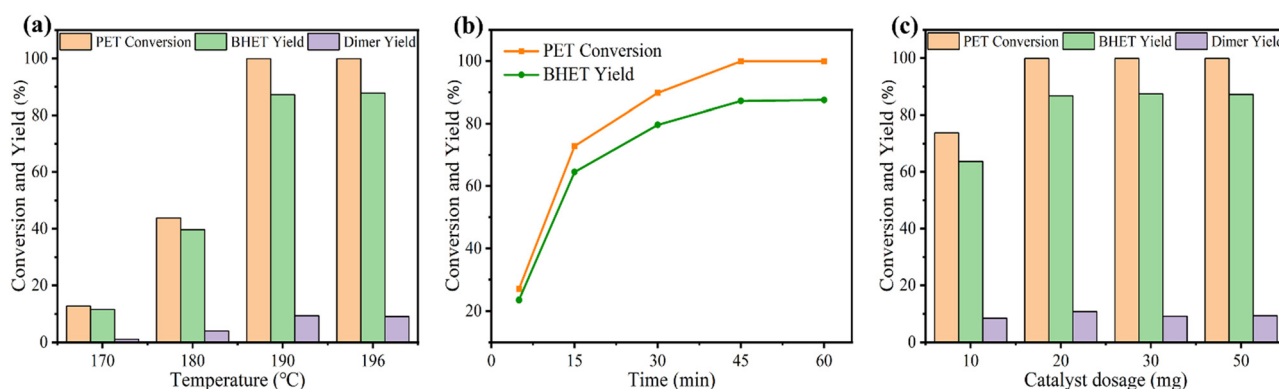 (a)
PET Conversion BHET Yield Dimer Yield
Conversion and Yield (%)
100
80
60
40
20
0
170 180 190 196
Temperature (℃)
(b)
PET Conversion
BHET Yield
Conversion and Yield (%)
100
80
60
40
20
0 15 30 45 60
Time (min)
(c)
PET Conversion BHET Yield Dimer Yield
Conversion and Yield (%)
100
80
60
40
20
0
10 20 30 50
Catalyst dosage (mg)